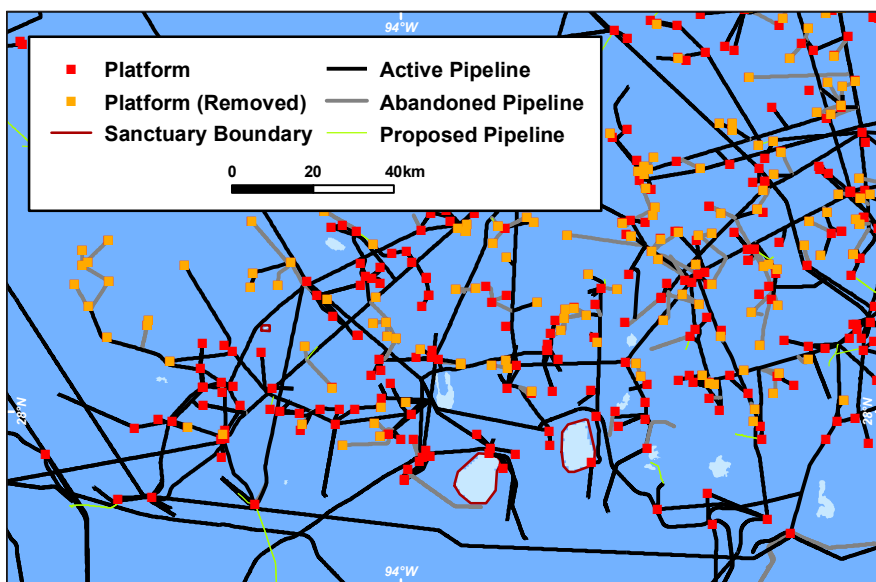 94°W
Platform
Active Pipeline
Platform (Removed)
Abandoned Pipeline
Sanctuary Boundary
Proposed Pipeline
0 20 40km
28°N
28°N
94°W